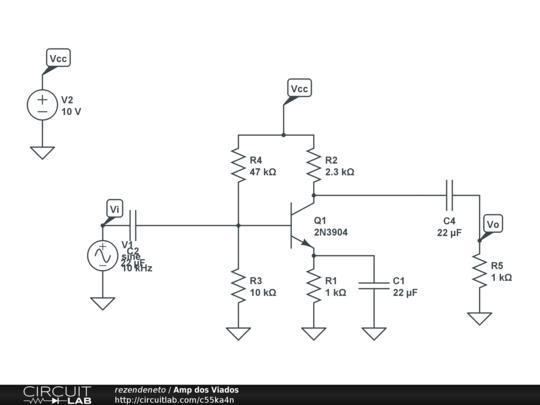 Vcc
V2
10 V
Vcc
R4
47 kΩ
R2
2.3 kΩ
Vi
V1
sine
10 kHz
C2
22 µF
Q1
2N3904
C4
22 µF
Vo
R3
10 kΩ
R1
1 kΩ
C1
22 µF
R5
1 kΩ
CIRCUIT
LAB
rezendeneto / Amp dos Viados
http://circuitlab.com/c55ka4n